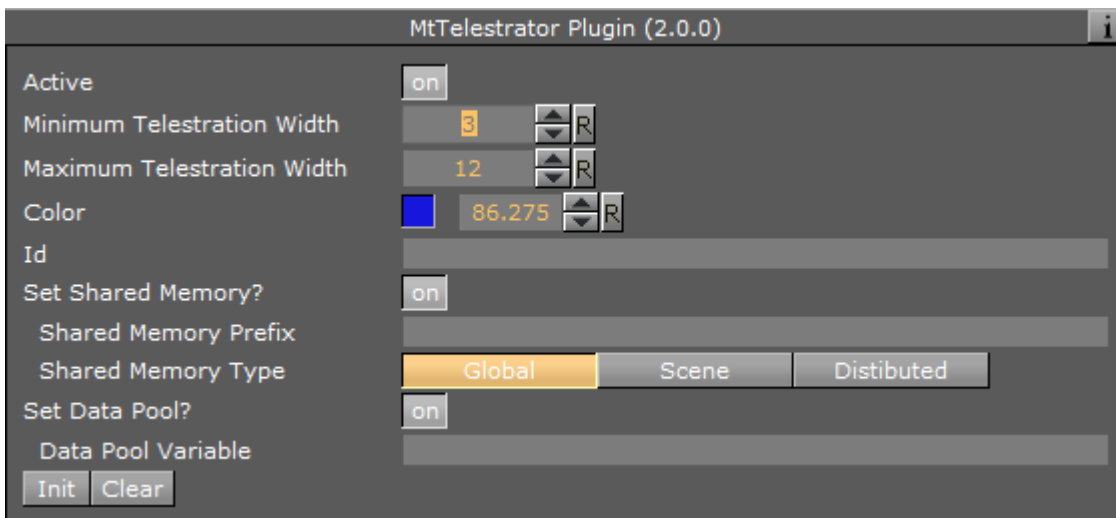 MtTelestrator Plugin (2.0.0) i
Active on
Minimum Telestration Width 3 R
Maximum Telestration Width 12 R
Color 86.275 R
Id
Set Shared Memory? on
Shared Memory Prefix
Shared Memory Type Global Scene Distibuted
Set Data Pool? on
Data Pool Variable
Init Clear